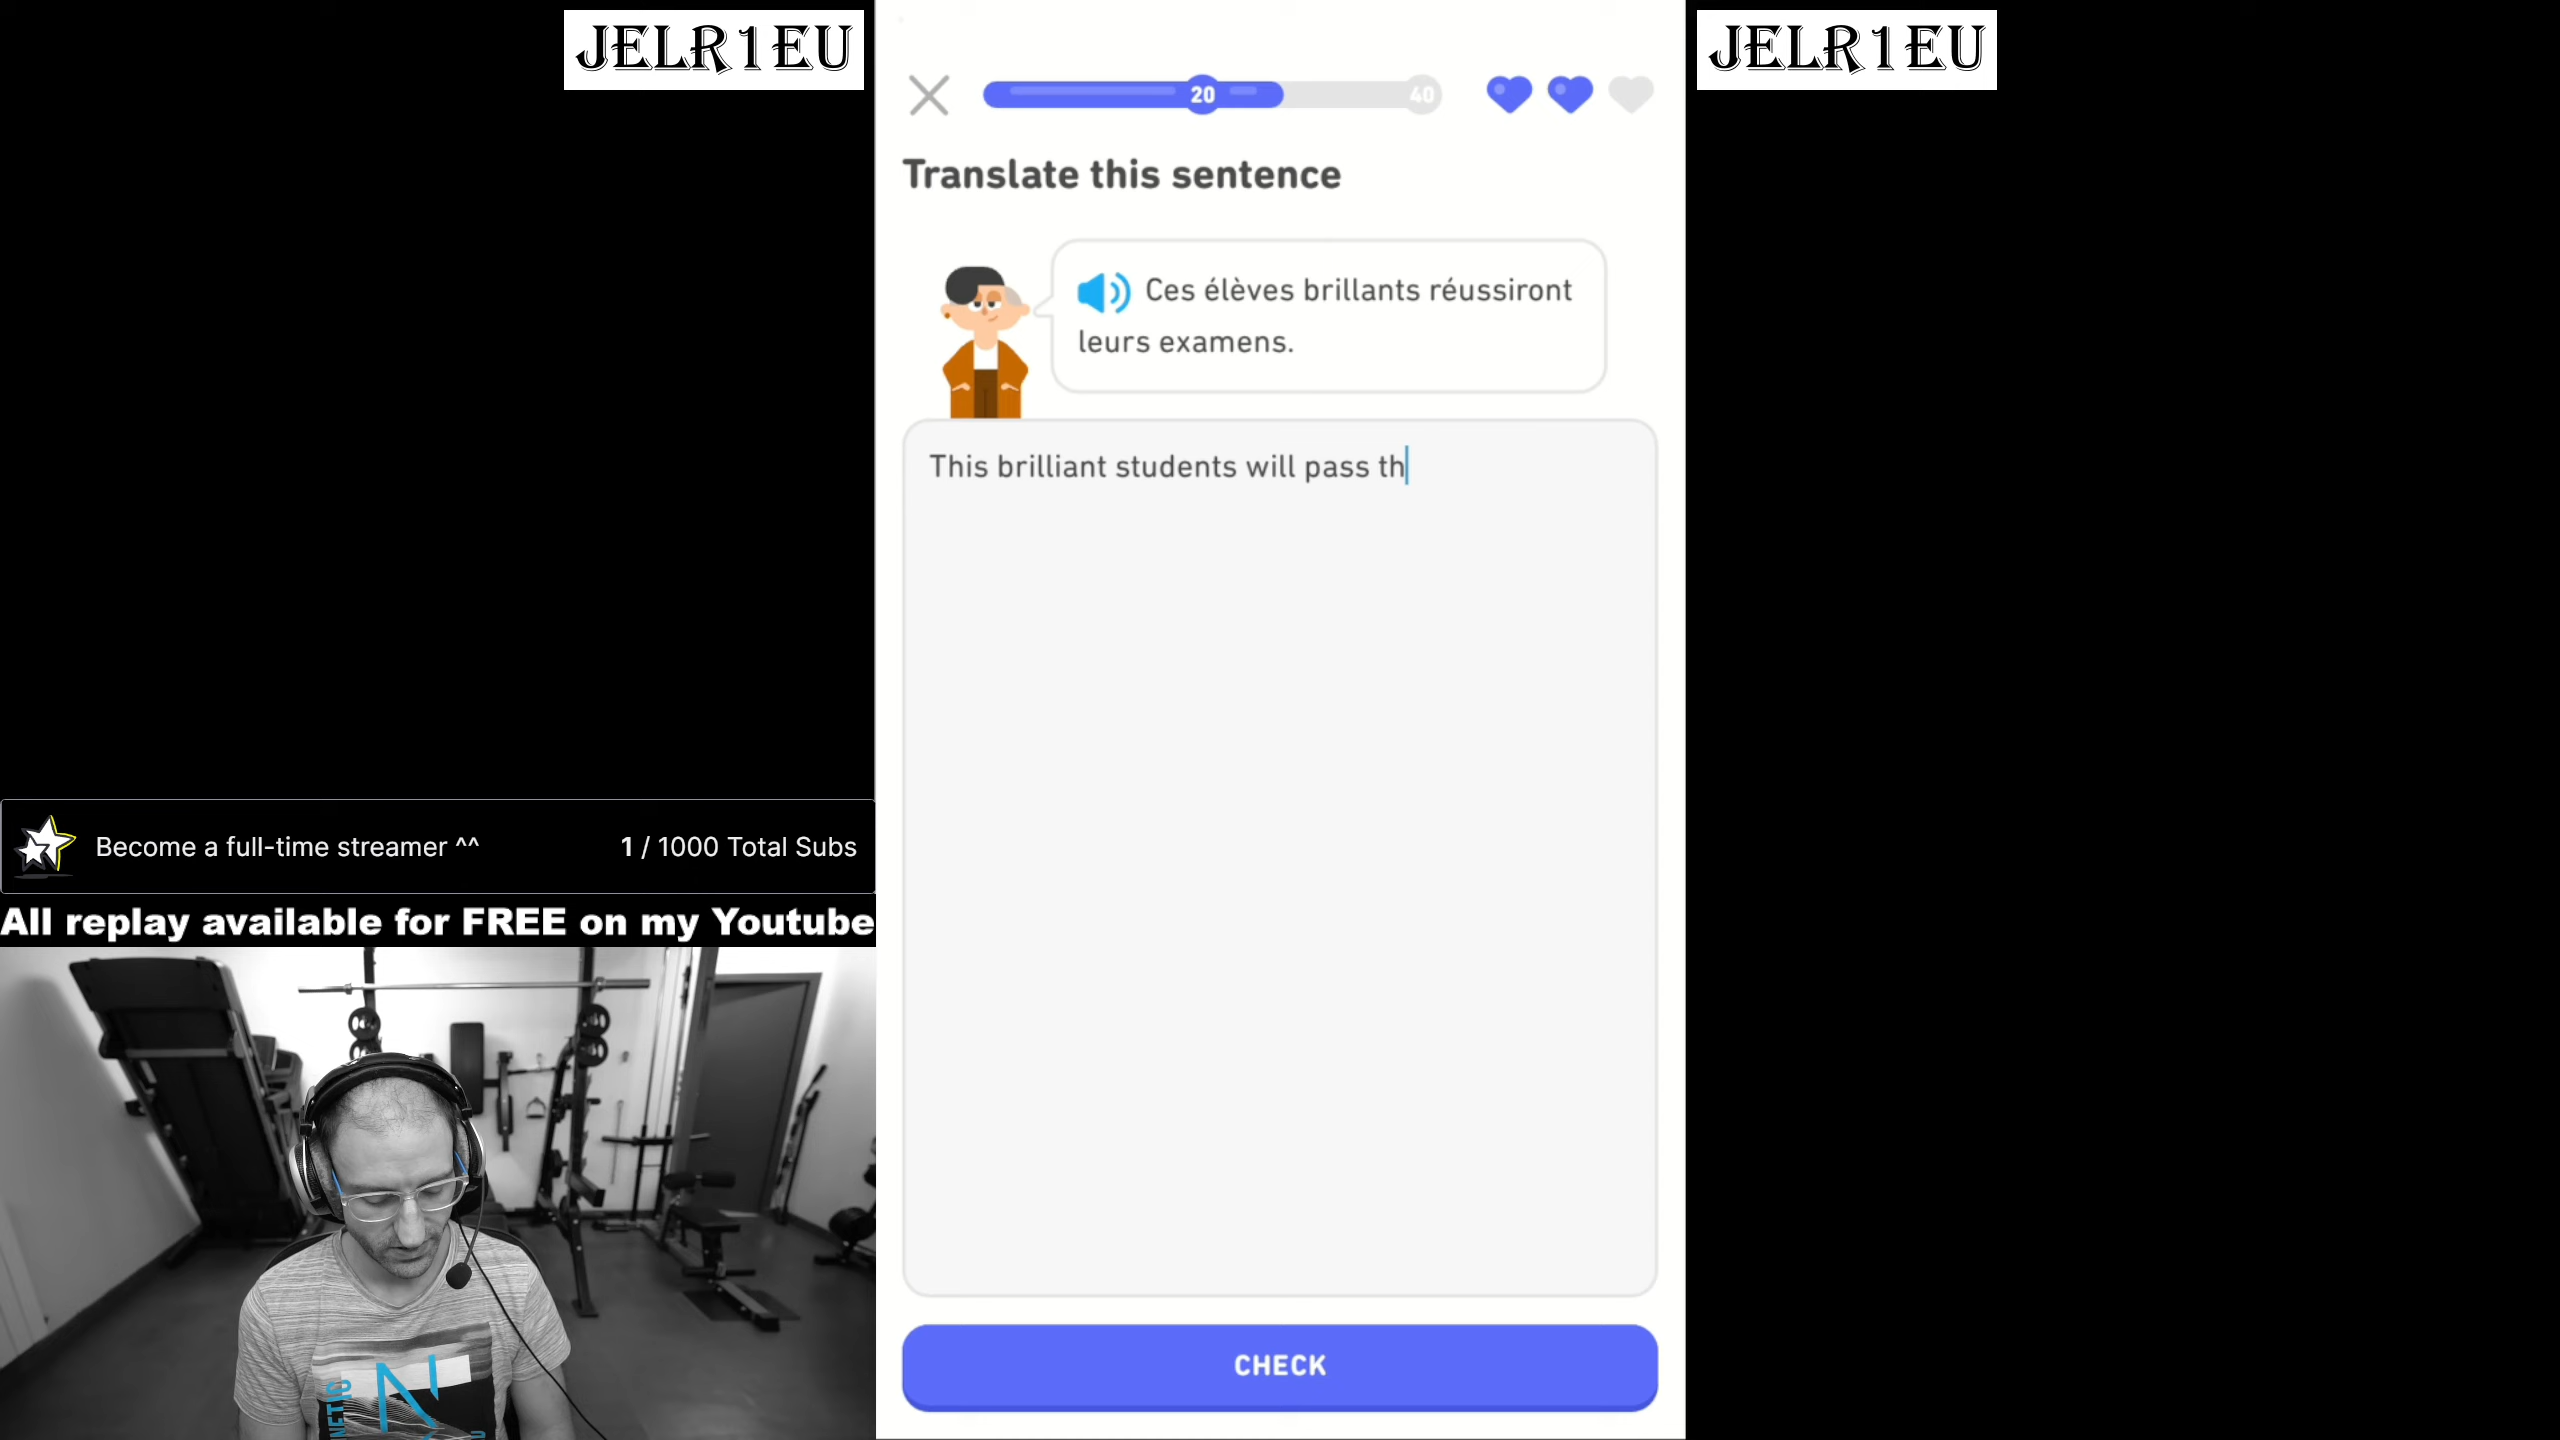 JELR1EU
JELR1EU
20
40
Translate this sentence
Ces élèves brillants réussiront
leurs examens.
This brilliant students will pass th
CHECK
Become a full-time streamer ^^
1 / 1000 Total Subs
All replay available for FREE on my Youtube
N